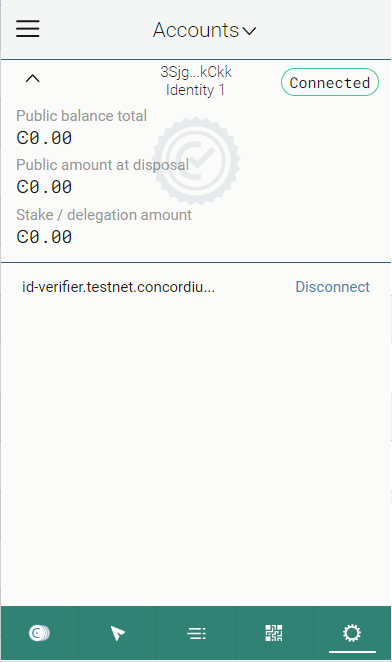 Accounts
3Sjg...kCkk
Identity 1
Connected
Public balance total
Ͼ0.00
Public amount at disposal
Ͼ0.00
Stake / delegation amount
Ͼ0.00
id-verifier.testnet.concordiu...
Disconnect